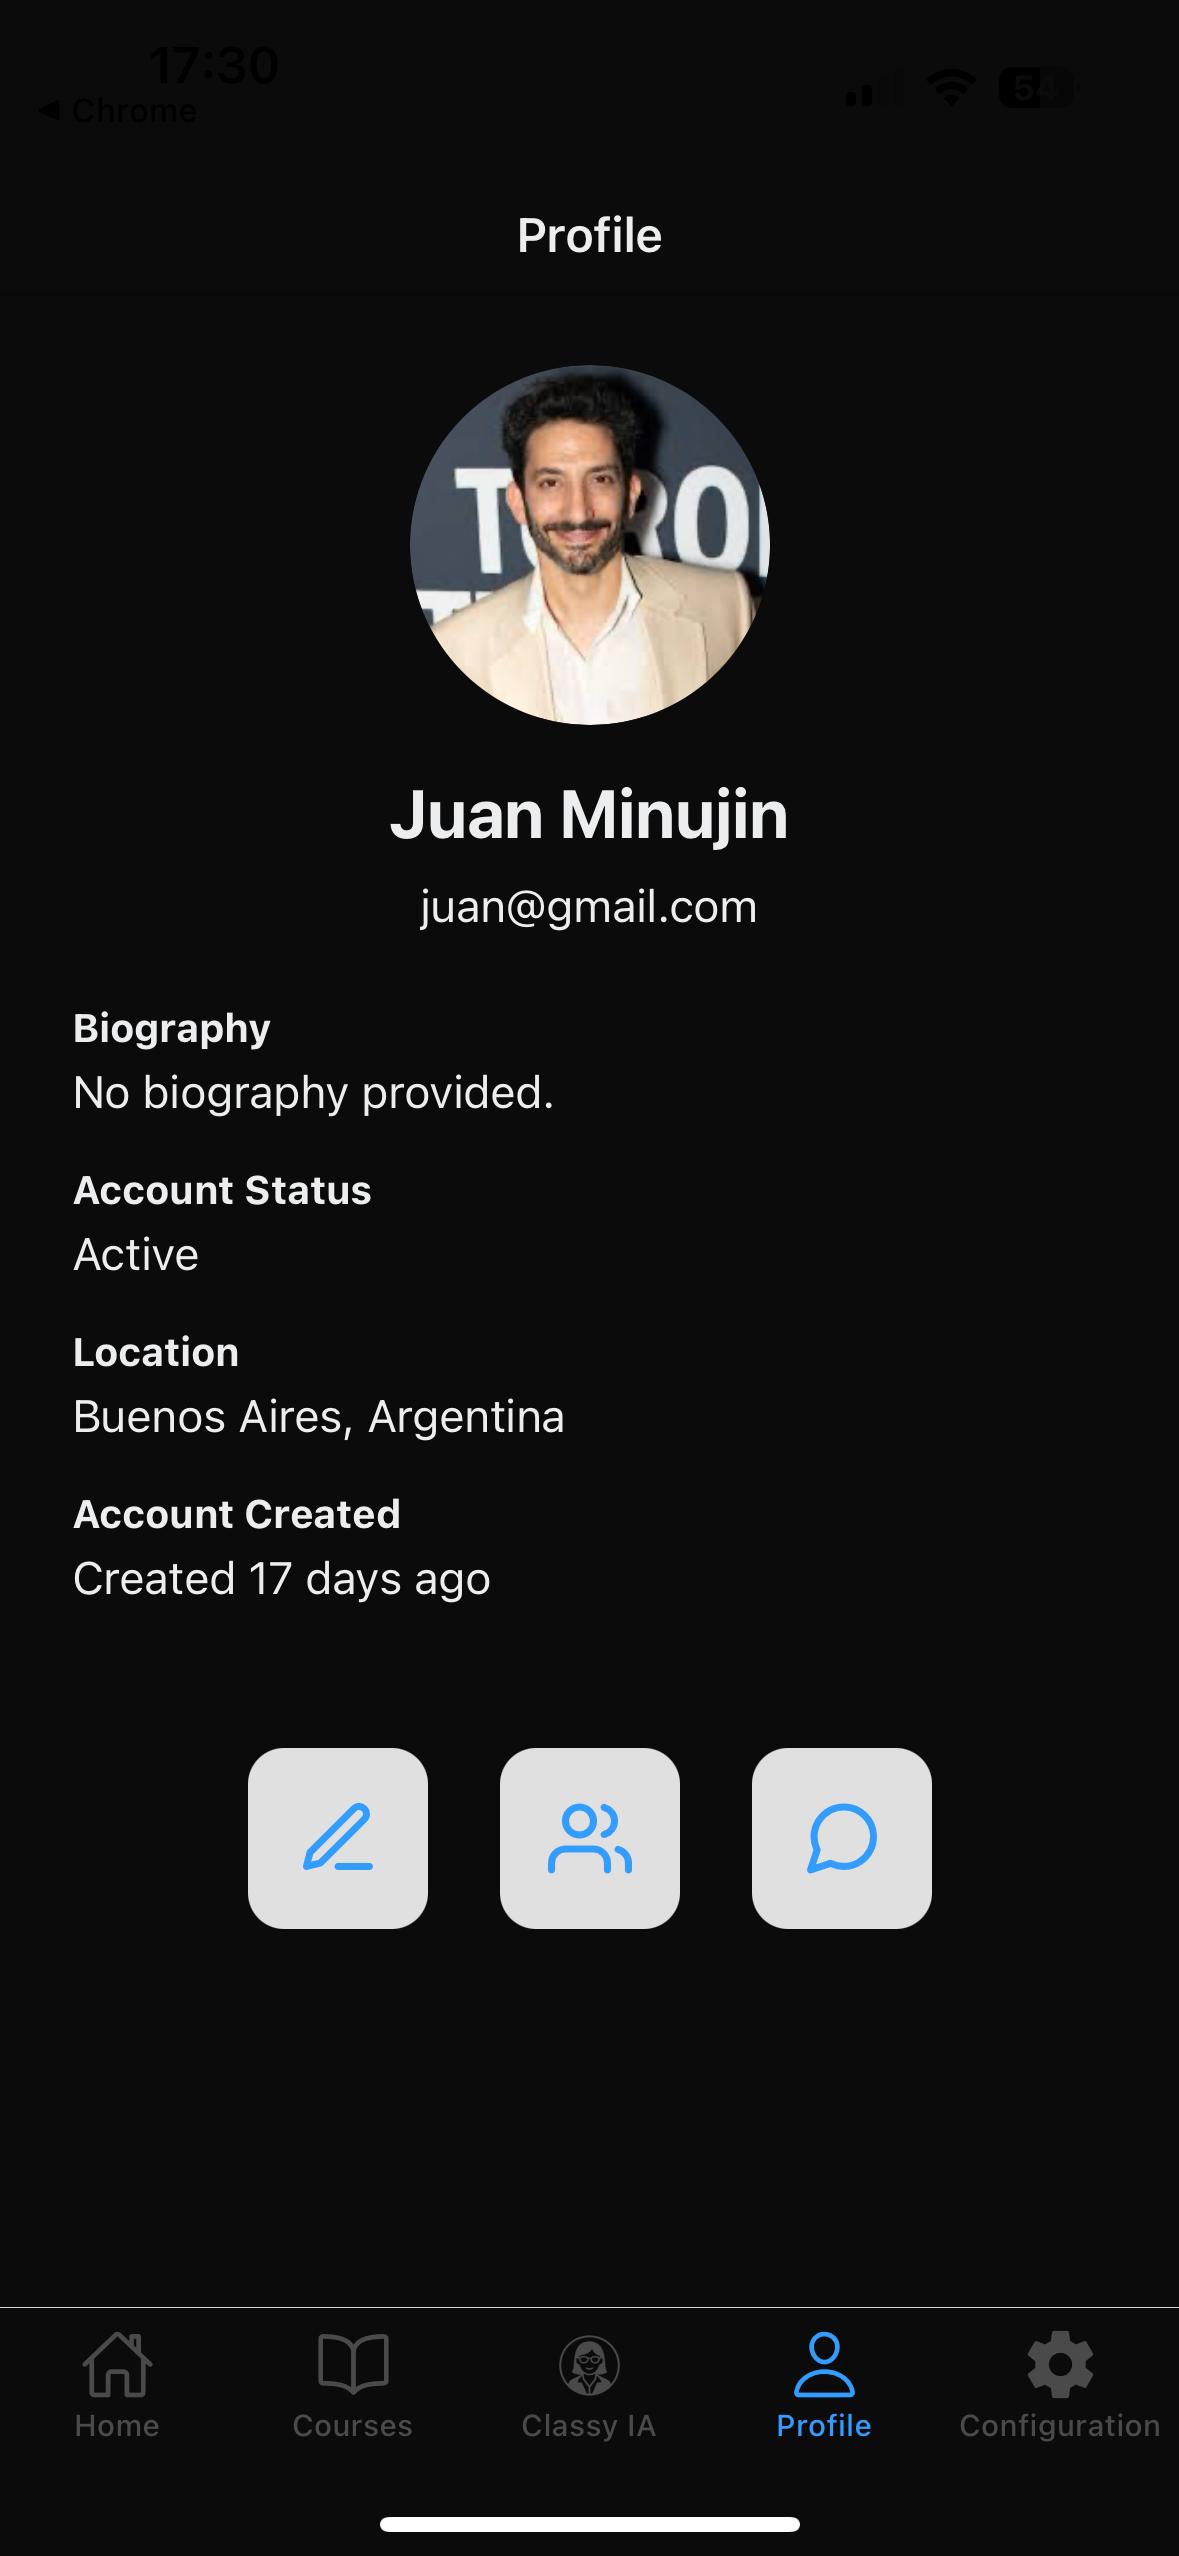 17:30
Chrome
54
Profile
Juan Minujin
juan@gmail.com
Biography
No biography provided.
Account Status
Active
Location
Buenos Aires, Argentina
Account Created
Created 17 days ago
Home
Courses
Classy IA
Profile
Configuration